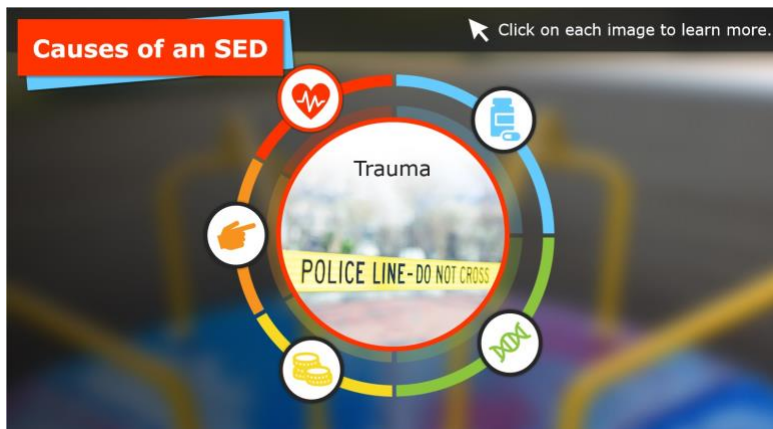 Causes of an SED
Click on each image to learn more.
Trauma
POLICE LINE-DO NOT CROSS